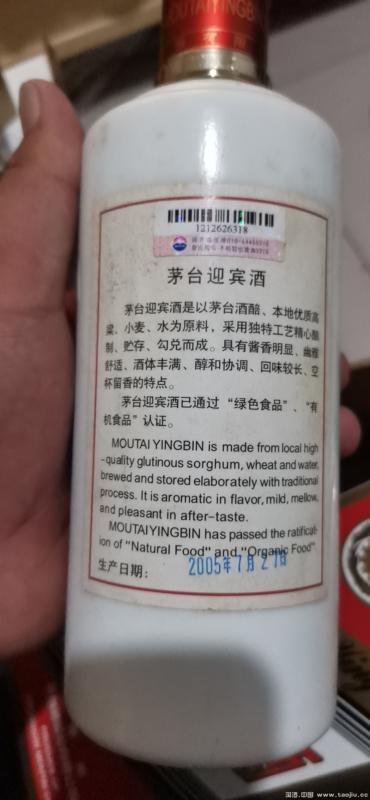 MOUTAIYINGBIN
1212626318
茅台迎宾酒
茅台迎宾酒是以茅台酒醅、本地优质高
粱、小麦、水为原料，采用独特工艺精心酿
制、贮存、勾兑而成。具有酱香明显、幽雅
舒适、酒体丰满、醇和协调、回味较长、空
杯留香的特点。
茅台迎宾酒已通过“绿色食品”、“有
机食品”认证。
MOUTAI YINGBIN is made from local high
-quality glutinous sorghum, wheat and water,
brewed and stored elaborately with traditional
process. It is aromatic in flavor, mild, mellow,
and pleasant in after-taste.
MOUTAIYINGBIN has passed the ratificat-
ion of "Natural Food" and "Organic Food".
生产日期： 2005年7月27日
www.taojiu.cc